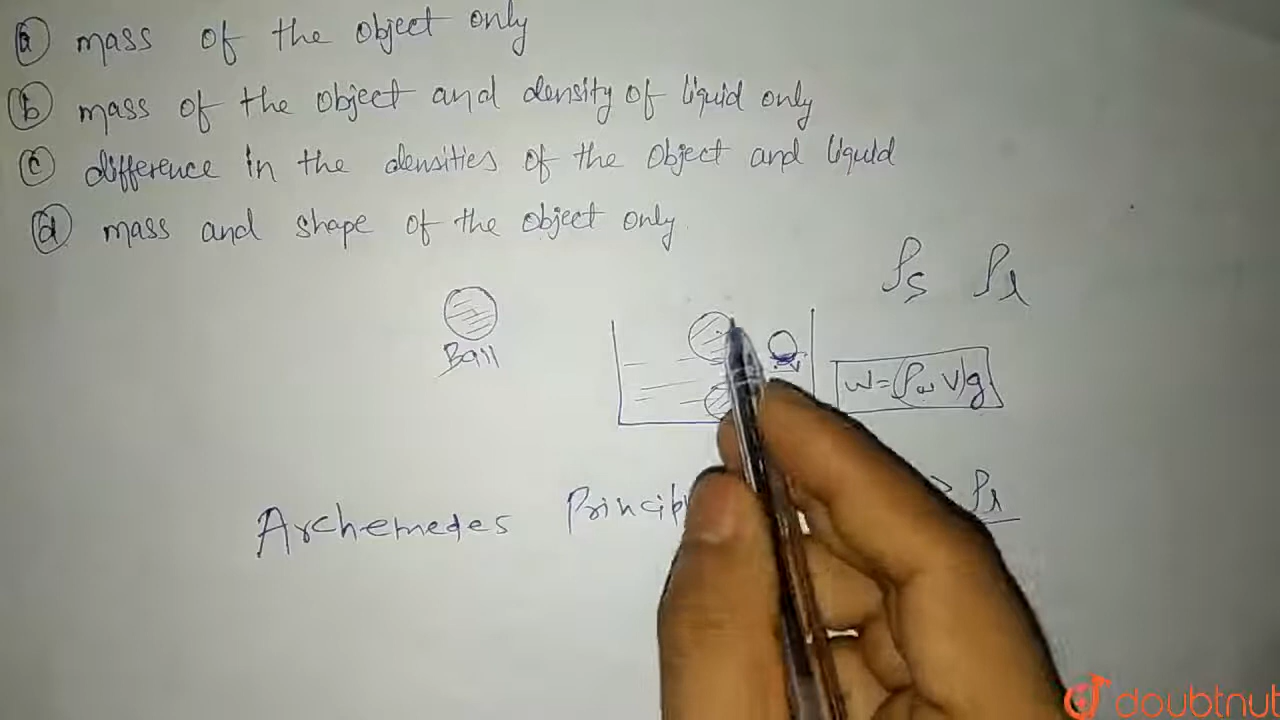 (a) mass of the object only
(b) mass of the object and density of liquid only
(c) difference in the densities of the object and liquid
(d) mass and shape of the object only.
ρs ρl
Ball
v
w=(ρw V)g
Archemedes
> ρl
doubtnut